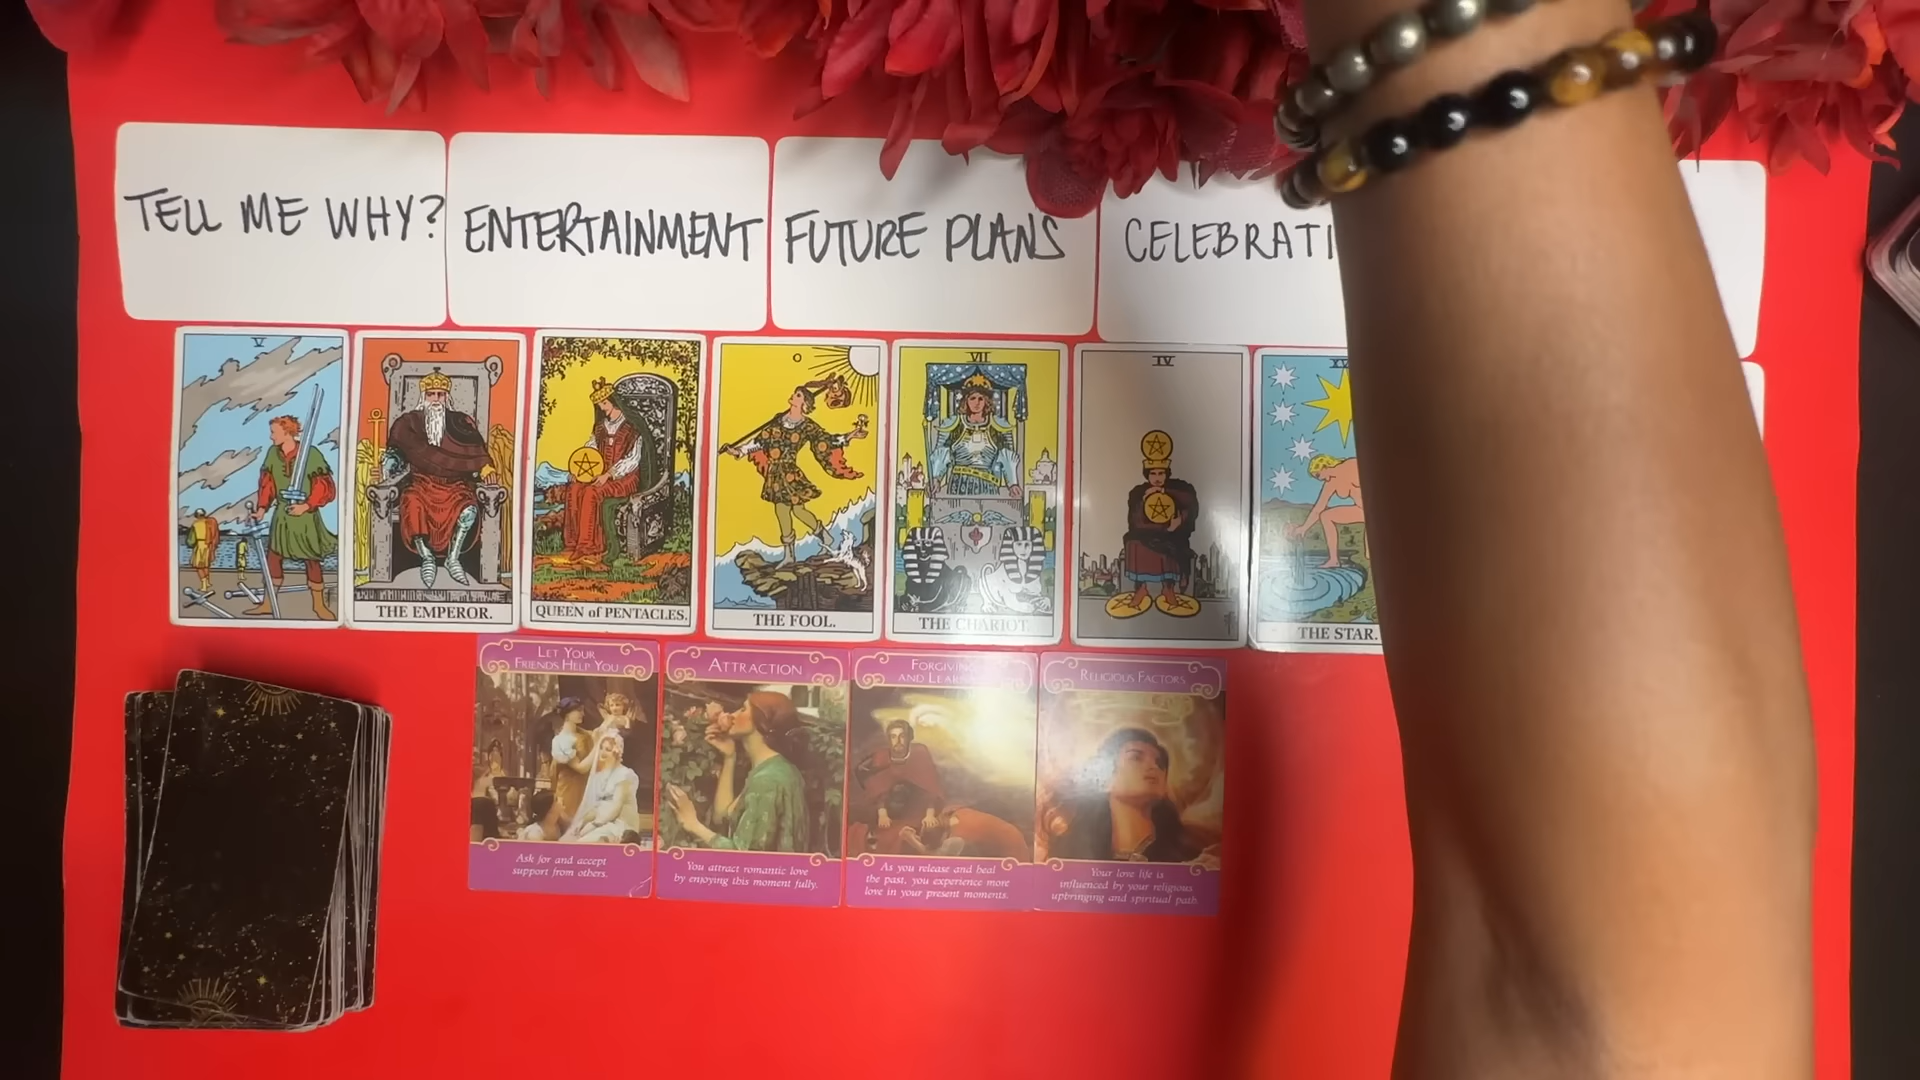 TELL ME WHY?
ENTERTAINMENT
FUTURE PLANS
CELEBRATI
V
IV
THE EMPEROR.
QUEEN of PENTACLES.
0
THE FOOL.
VII
THE CHARIOT.
IV
THE STAR.
LET YOUR
FRIENDS HELP YOU
Ask for and accept
support from others.
ATTRACTION
You attract romantic love
by enjoying this moment fully.
FORGIVING
AND
As you release and heal
the past, you experience more
love in your present moments.
RELIGIOUS FACTORS
Your love life is
influenced by your religious
upbringing and spiritual path.